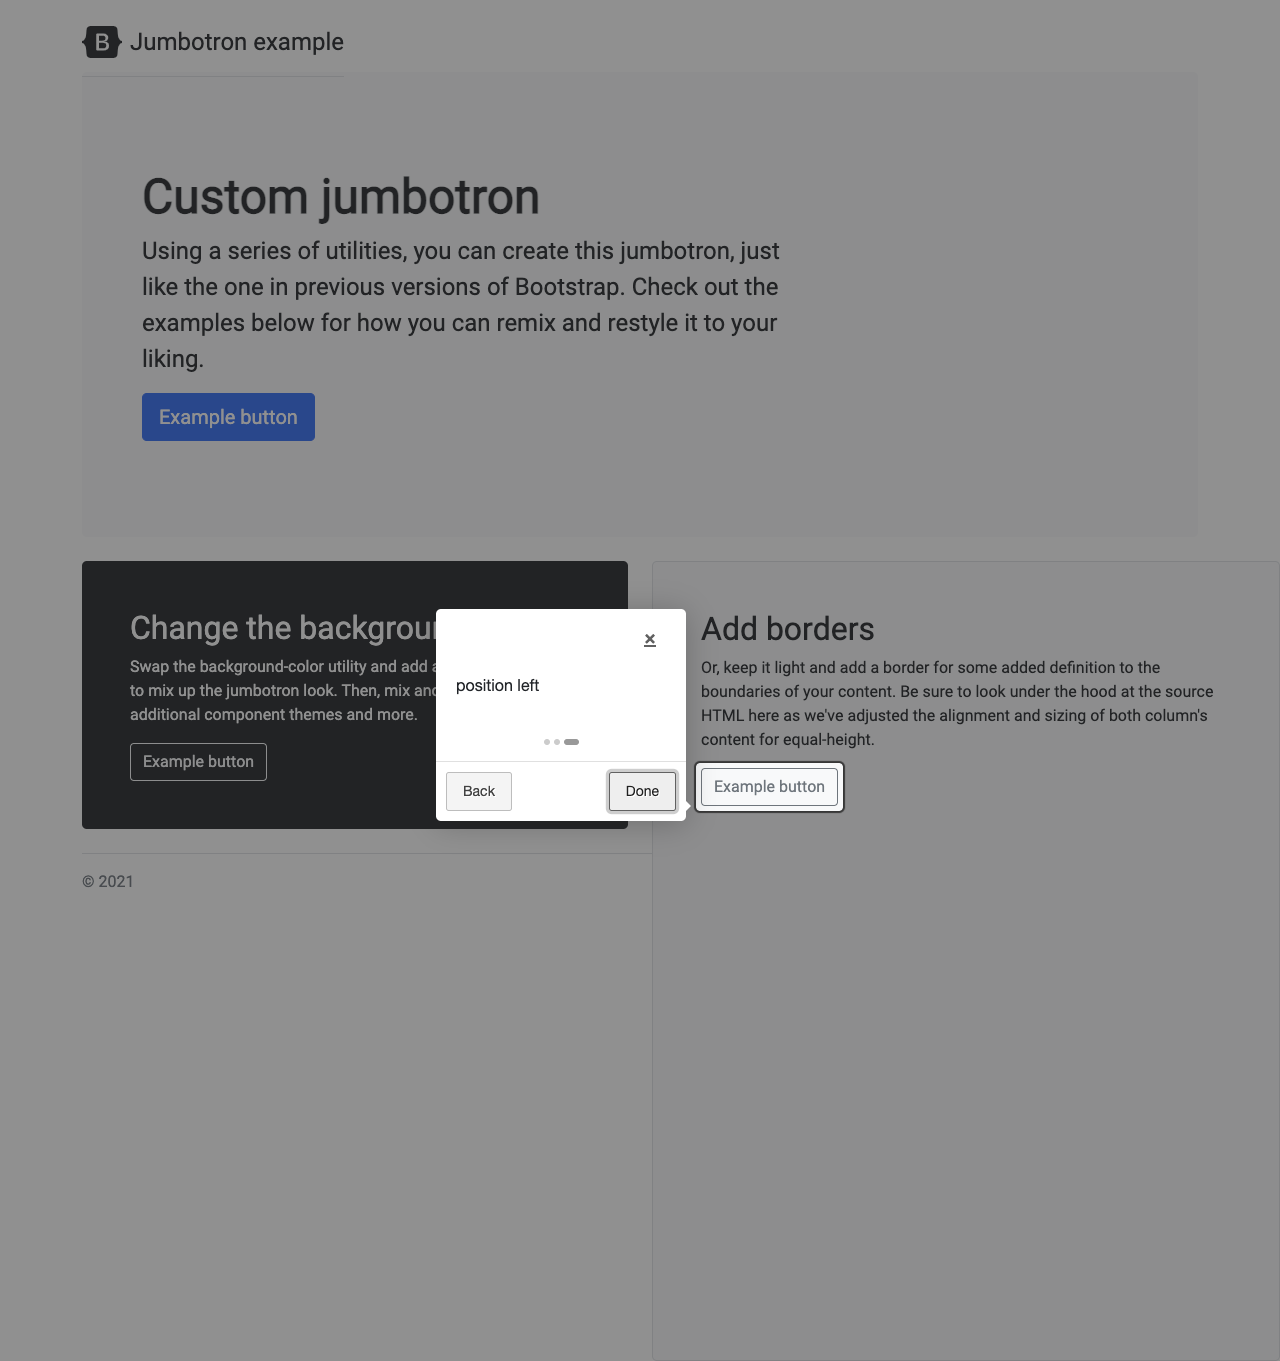 B Jumbotron example
Custom jumbotron
Using a series of utilities, you can create this jumbotron, just
like the one in previous versions of Bootstrap. Check out the
examples below for how you can remix and restyle it to your
liking.
Example button
Change the backgrou
Swap the background-color utility and add
to mix up the jumbotron look. Then, mix
additional component themes and more.
Example button
×
position left
Back
Done
Add borders
Or, keep it light and add a border for some added definition to the
boundaries of your content. Be sure to look under the hood at the source
HTML here as we've adjusted the alignment and sizing of both column's
content for equal-height.
Example button
© 2021